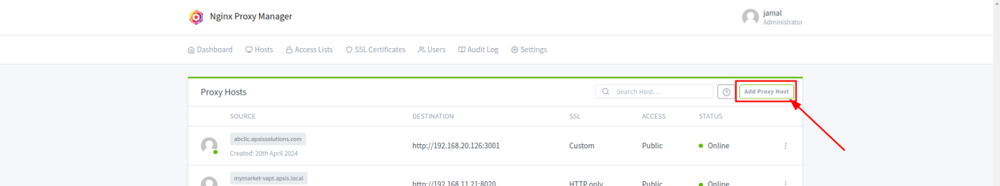 Nginx Proxy Manager
jamal
Administrator
Dashboard Hosts Access Lists SSL Certificates Users Audit Log Settings
Proxy Hosts Search Host... Add Proxy Host
SOURCE DESTINATION SSL ACCESS STATUS
abcllc.apsissolutions.com
Created: 20th April 2024 http://192.168.20.126:3001 Custom Public Online
mymarket-vapt.apsis.local
http://192.168.11.21:8020 HTTP only Public Online